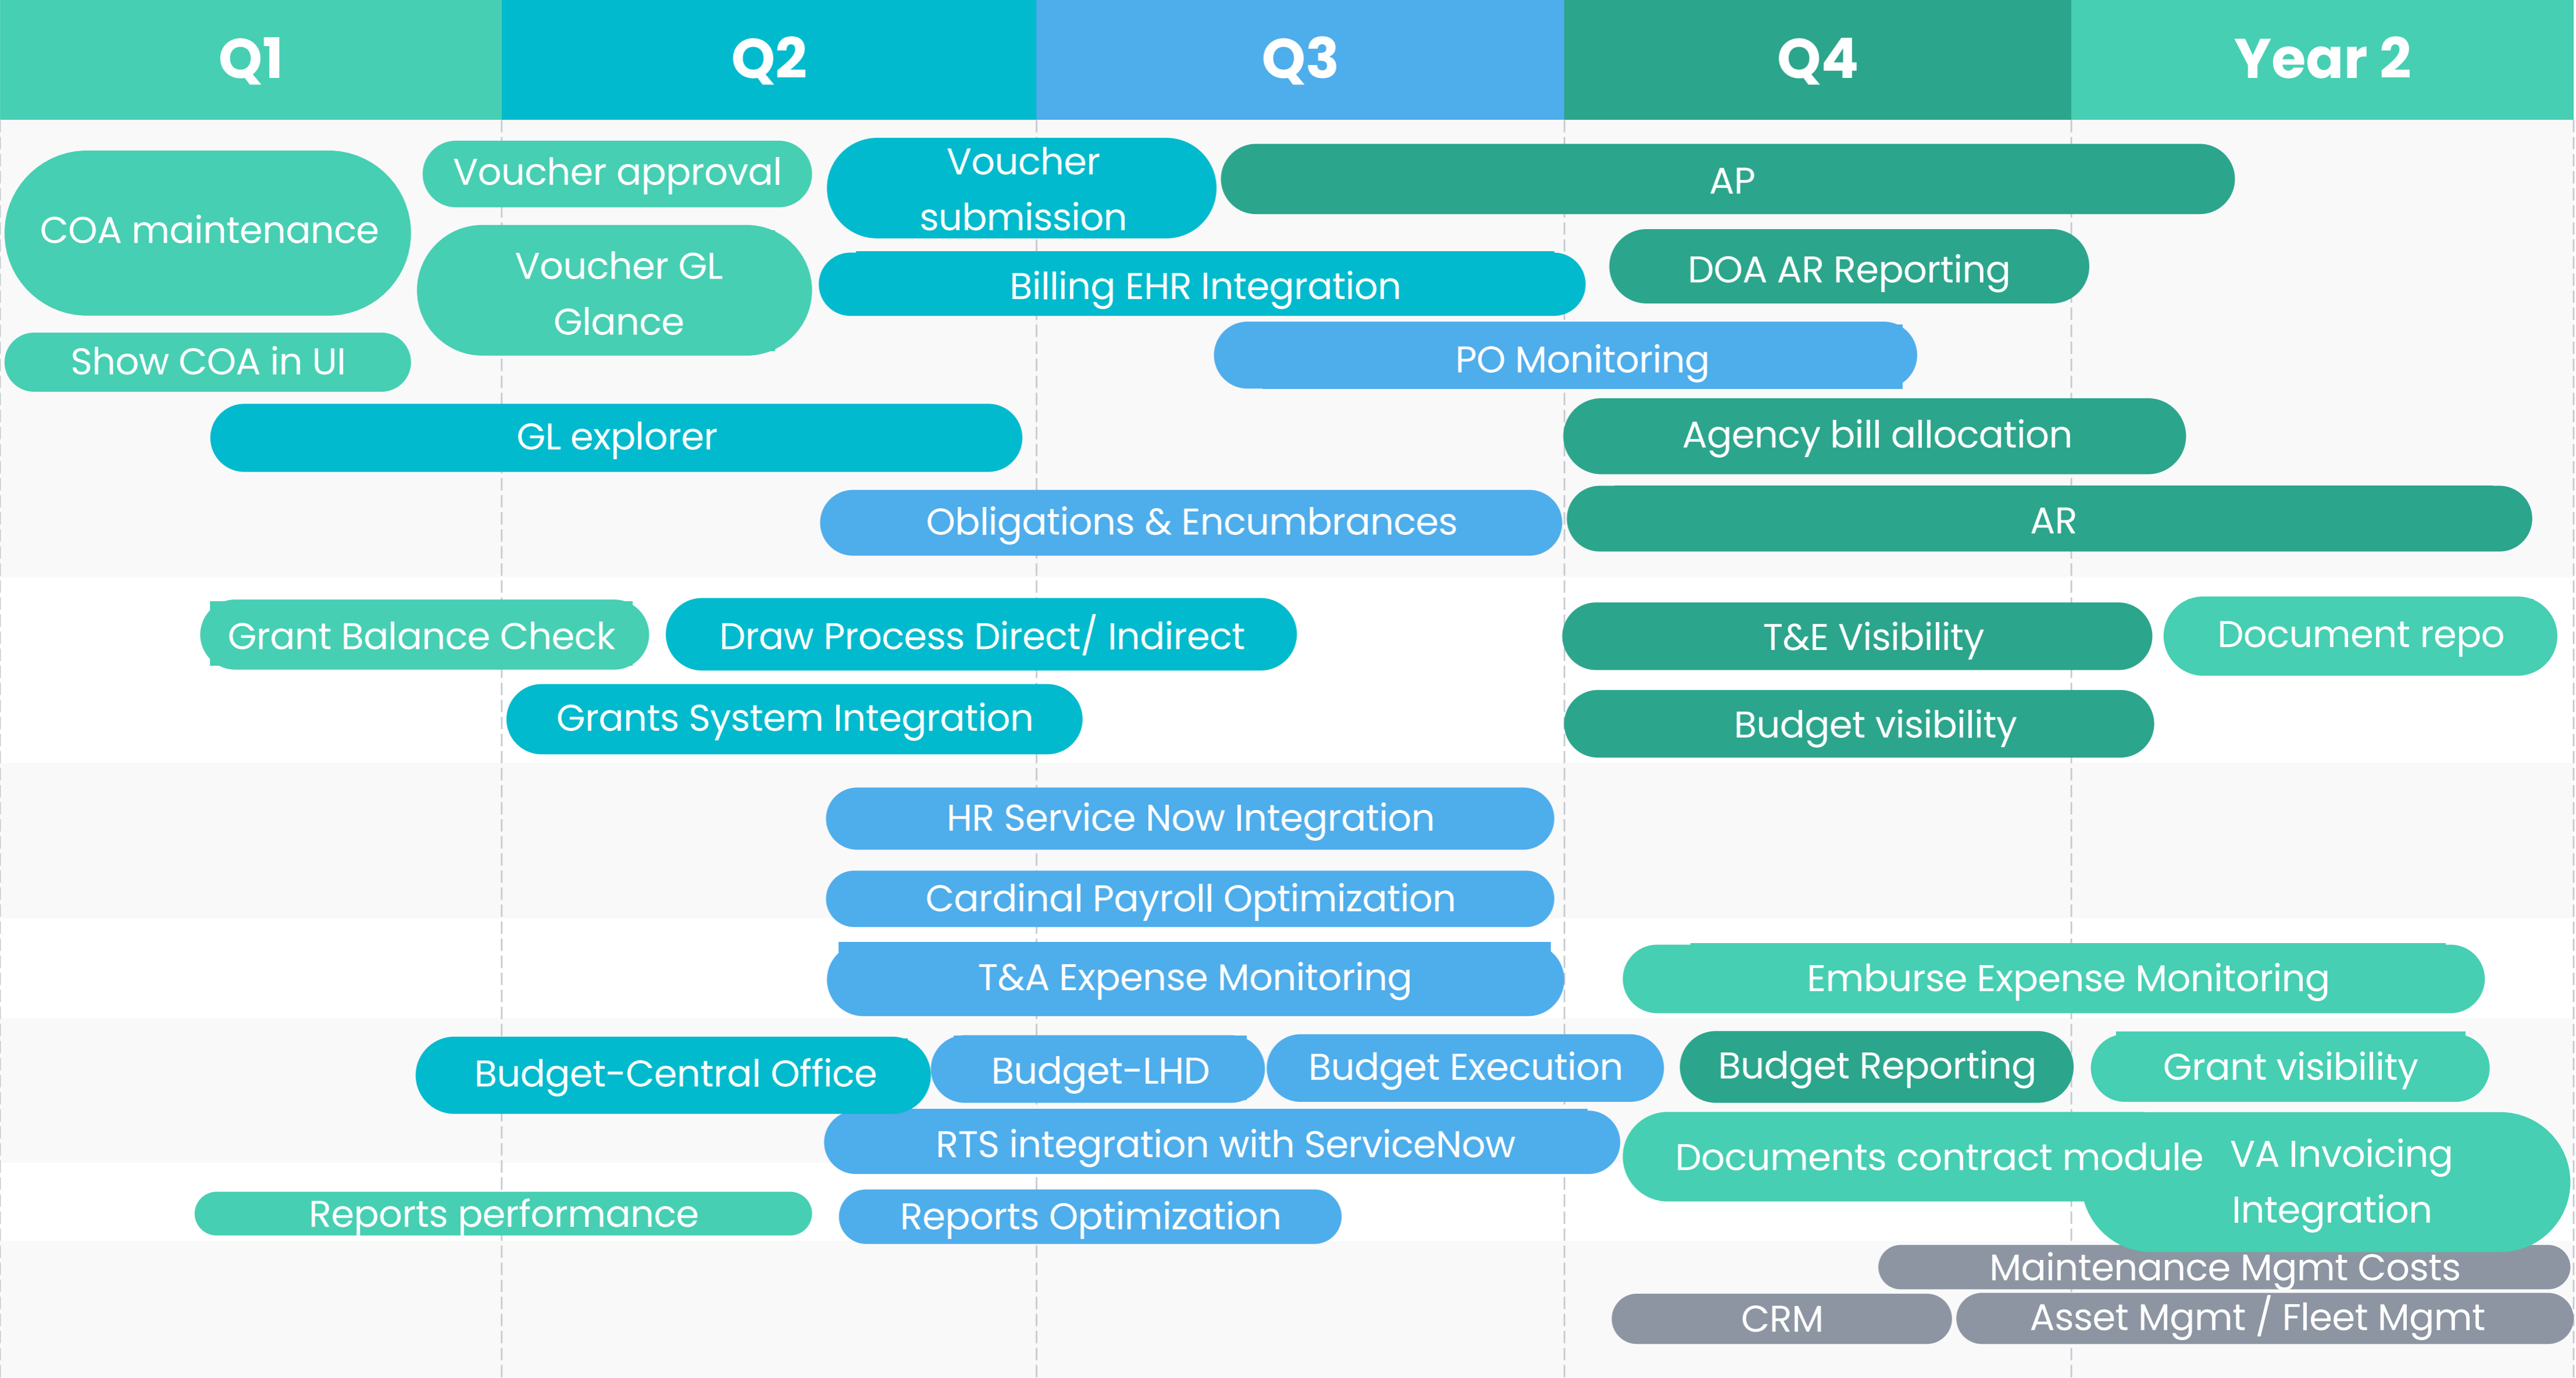 Q1
Q2
Q3
Q4
Year 2
COA maintenance
Voucher approval
Voucher
submission
AP
Voucher GL
Glance
Billing EHR Integration
DOA AR Reporting
Show COA in UI
PO Monitoring
GL explorer
Agency bill allocation
Obligations & Encumbrances
AR
Grant Balance Check
Draw Process Direct/ Indirect
T&E Visibility
Document repo
Grants System Integration
Budget visibility
HR Service Now Integration
Cardinal Payroll Optimization
T&A Expense Monitoring
Emburse Expense Monitoring
Budget-Central Office
Budget-LHD
Budget Execution
Budget Reporting
Grant visibility
RTS integration with ServiceNow
Documents contract module
VA Invoicing
Integration
Reports performance
Reports Optimization
Maintenance Mgmt Costs
CRM
Asset Mgmt / Fleet Mgmt